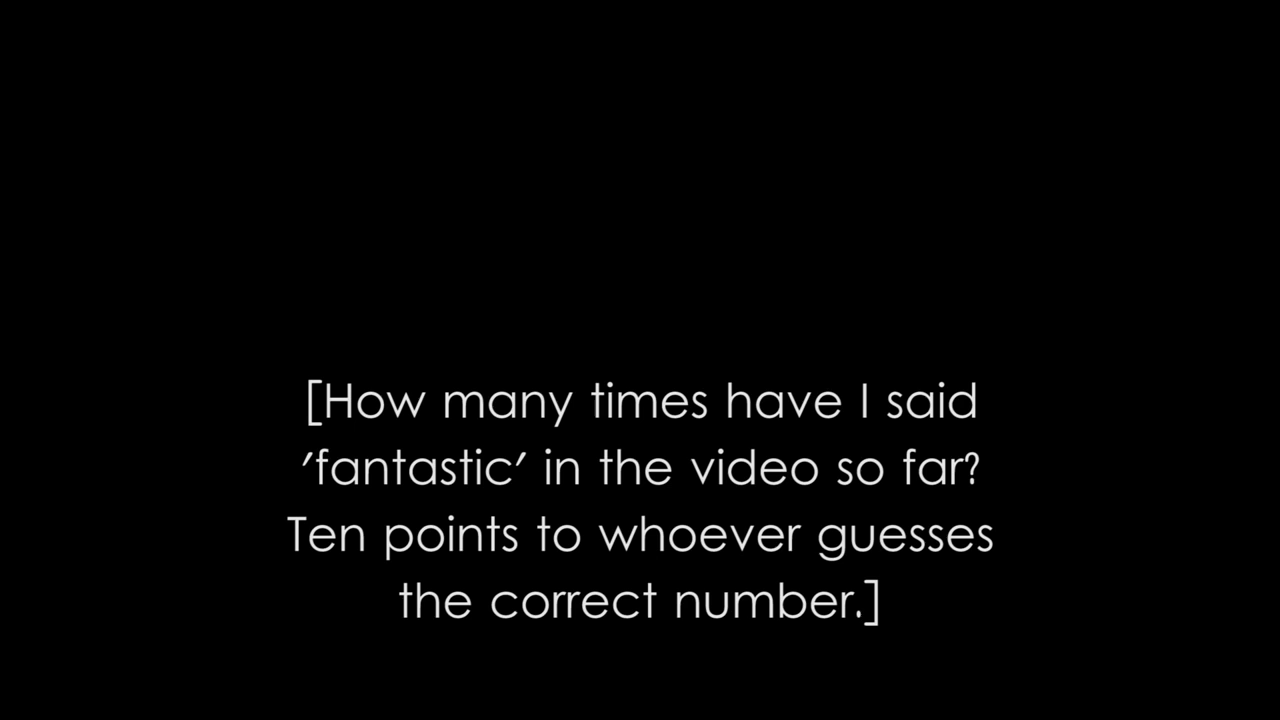 [How many times have I said
'fantastic' in the video so far?
Ten points to whoever guesses
the correct number.]